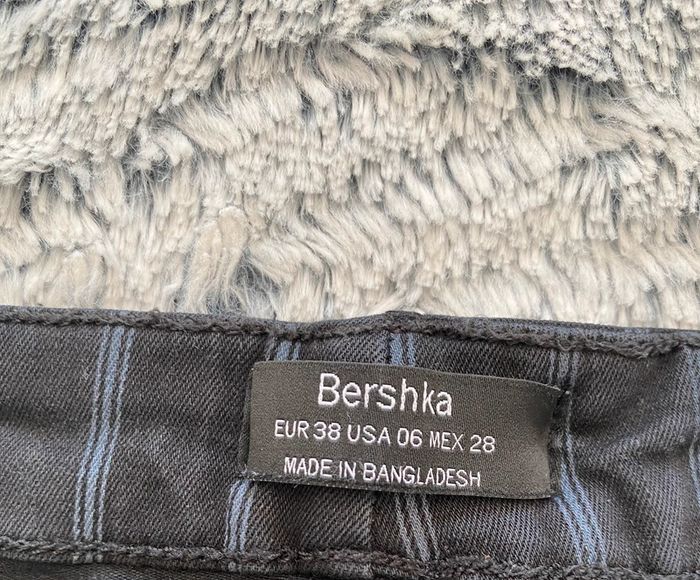 Bershka
EUR 38 USA 06 MEX 28
MADE IN BANGLADESH